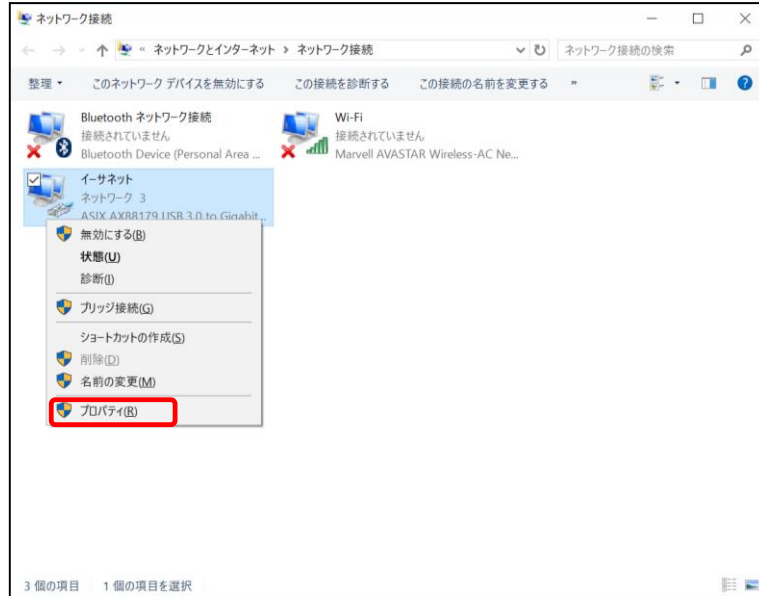 ネットワーク接続
« ネットワークとインターネット › ネットワーク接続
ネットワーク接続の検索
整理
このネットワーク デバイスを無効にする
この接続を診断する
この接続の名前を変更する
»
Bluetooth ネットワーク接続
接続されていません
Bluetooth Device (Personal Area ...
Wi-Fi
接続されていません
Marvell AVASTAR Wireless-AC Ne...
イーサネット
ネットワーク 3
ASIX AX88179 USB 3.0 to Gigabit...
無効にする(B)
状態(U)
診断(I)
ブリッジ接続(G)
ショートカットの作成(S)
削除(D)
名前の変更(M)
プロパティ(R)
3 個の項目
1 個の項目を選択